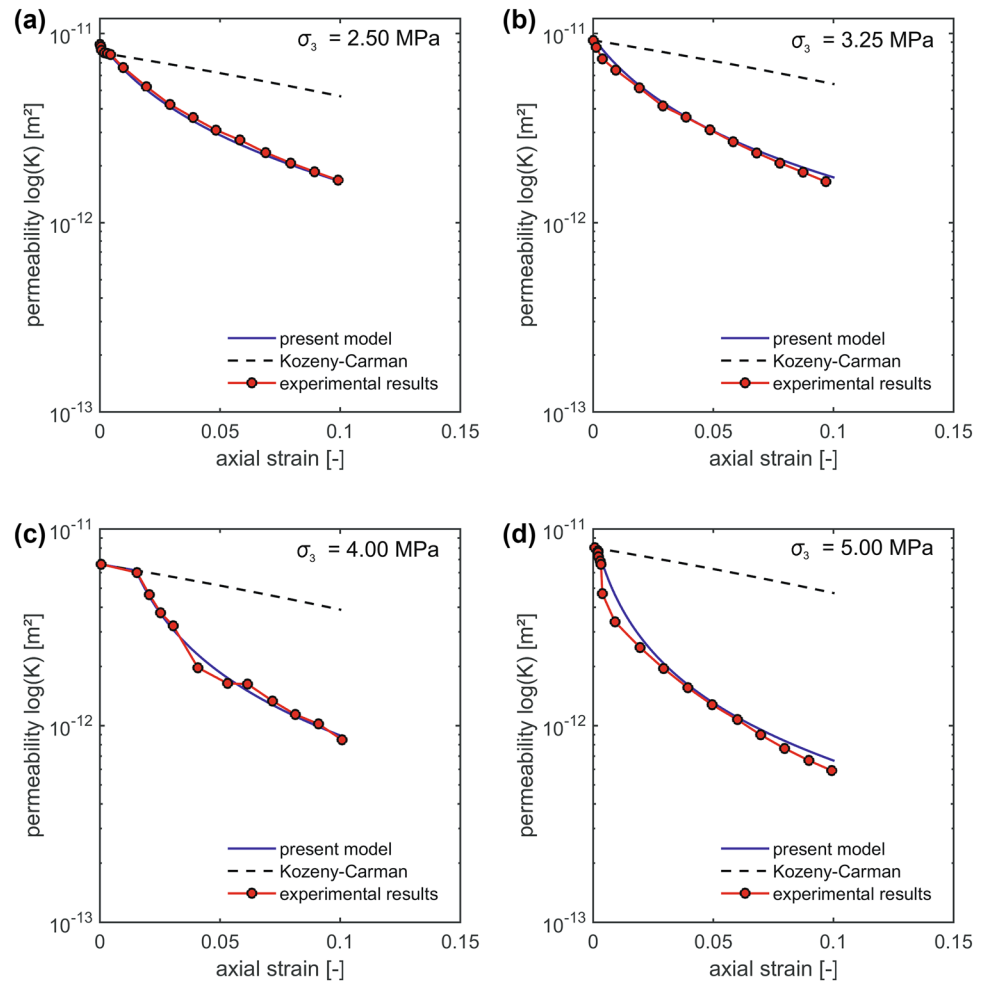 (a)
10⁻¹¹
σ₃ = 2.50 MPa
permeability log(K) [m²]
10⁻¹²
present model
Kozeny-Carman
experimental results
10⁻¹³
0 0.05 0.1 0.15
axial strain [-]
(b)
10⁻¹¹
σ₃ = 3.25 MPa
permeability log(K) [m²]
10⁻¹²
present model
Kozeny-Carman
experimental results
10⁻¹³
0 0.05 0.1 0.15
axial strain [-]
(c)
10⁻¹¹
σ₃ = 4.00 MPa
permeability log(K) [m²]
10⁻¹²
present model
Kozeny-Carman
experimental results
10⁻¹³
0 0.05 0.1 0.15
axial strain [-]
(d)
10⁻¹¹
σ₃ = 5.00 MPa
permeability log(K) [m²]
10⁻¹²
present model
Kozeny-Carman
experimental results
10⁻¹³
0 0.05 0.1 0.15
axial strain [-]